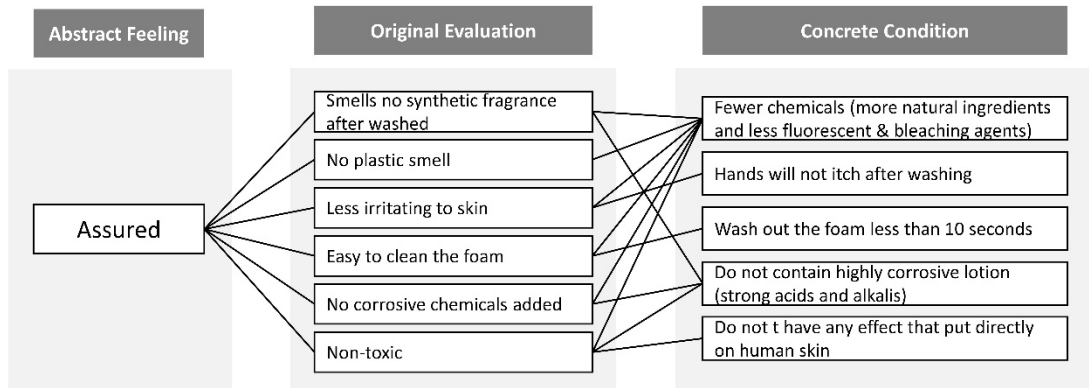 Abstract Feeling
Original Evaluation
Concrete Condition
Assured
Smells no synthetic fragrance
after washed
No plastic smell
Less irritating to skin
Easy to clean the foam
No corrosive chemicals added
Non-toxic
Fewer chemicals (more natural ingredients
and less fluorescent & bleaching agents)
Hands will not itch after washing
Wash out the foam less than 10 seconds
Do not contain highly corrosive lotion
(strong acids and alkalis)
Do not t have any effect that put directly
on human skin